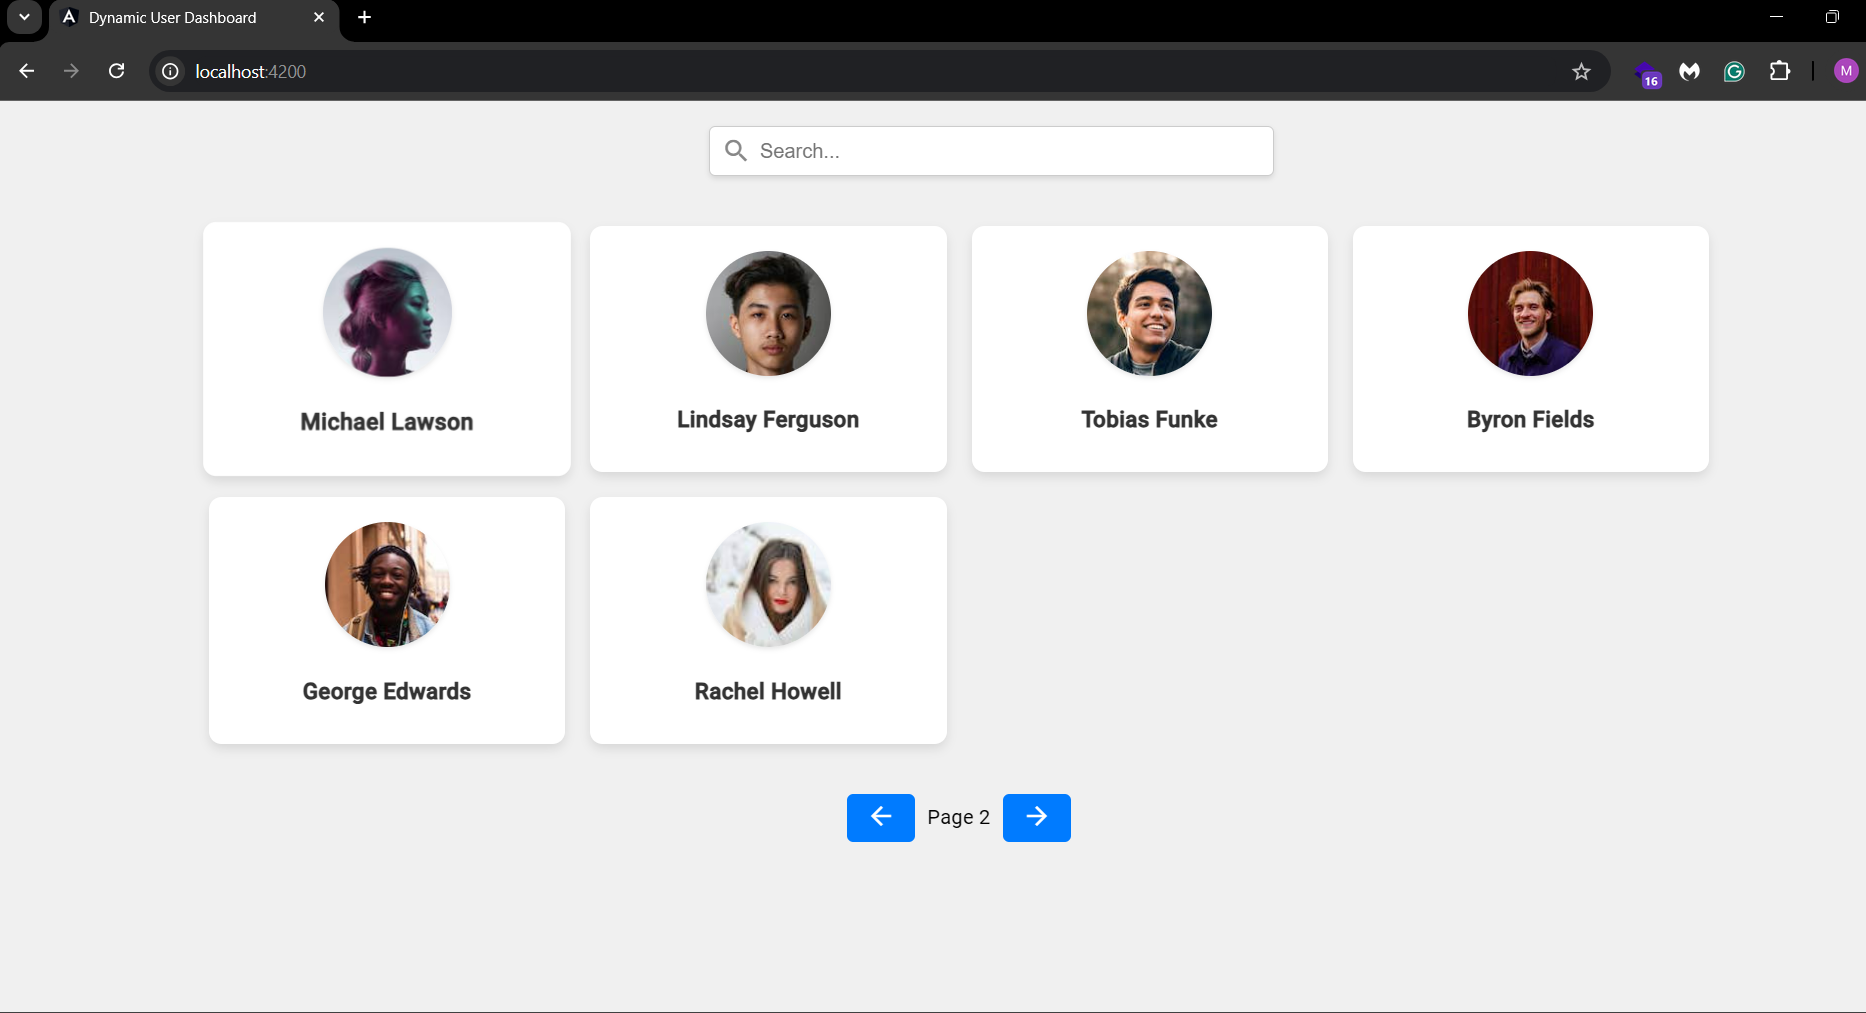 Dynamic User Dashboard
localhost:4200
16
M
Search...
Michael Lawson
Lindsay Ferguson
Tobias Funke
Byron Fields
George Edwards
Rachel Howell
Page 2